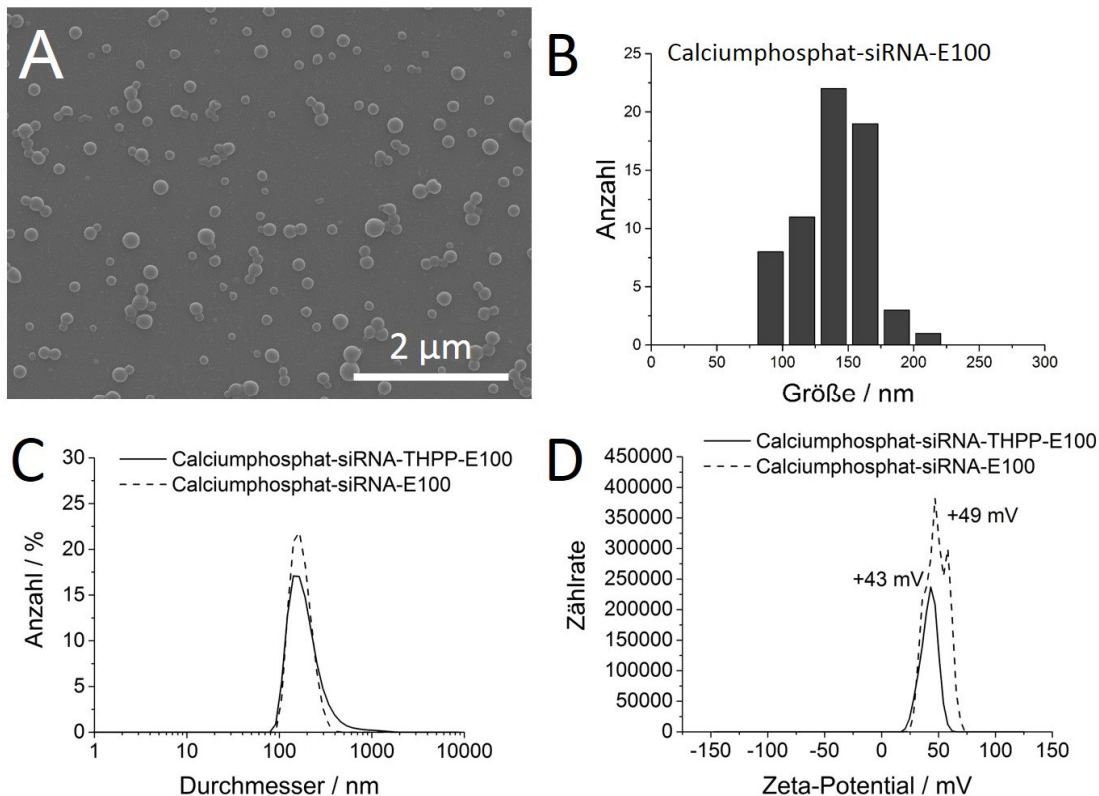 A
2 µm
B
Calciumphosphat-siRNA-E100
25
20
15
10
5
0
Anzahl
0 50 100 150 200 250 300
Größe / nm
C
Calciumphosphat-siRNA-THPP-E100
Calciumphosphat-siRNA-E100
30
25
20
15
10
5
0
Anzahl / %
1 10 100 1000 10000
Durchmesser / nm
D
Calciumphosphat-siRNA-THPP-E100
Calciumphosphat-siRNA-E100
450000
400000
350000
300000
250000
200000
150000
100000
50000
0
Zählrate
+49 mV
+43 mV
-150 -100 -50 0 50 100 150
Zeta-Potential / mV